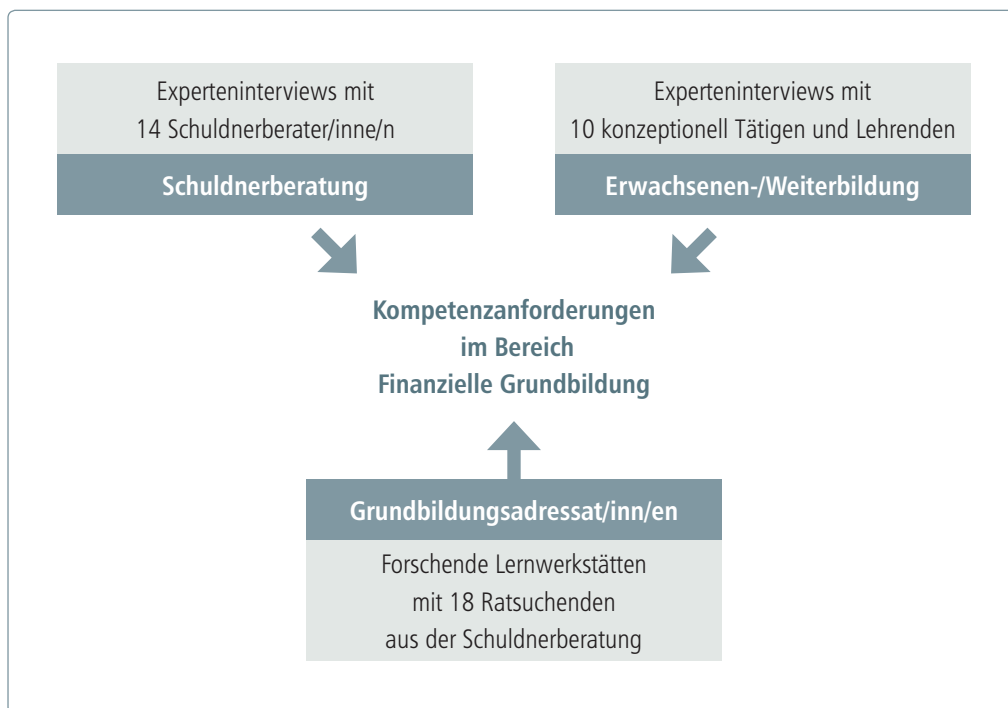 Experteninterviews mit
14 Schuldnerberater/inne/n
Schuldnerberatung
Experteninterviews mit
10 konzeptionell Tätigen und Lehrenden
Erwachsenen-/Weiterbildung
Kompetenzanforderungen
im Bereich
Finanzielle Grundbildung
Grundbildungsadressat/inn/en
Forschende Lernwerkstätten
mit 18 Ratsuchenden
aus der Schuldnerberatung